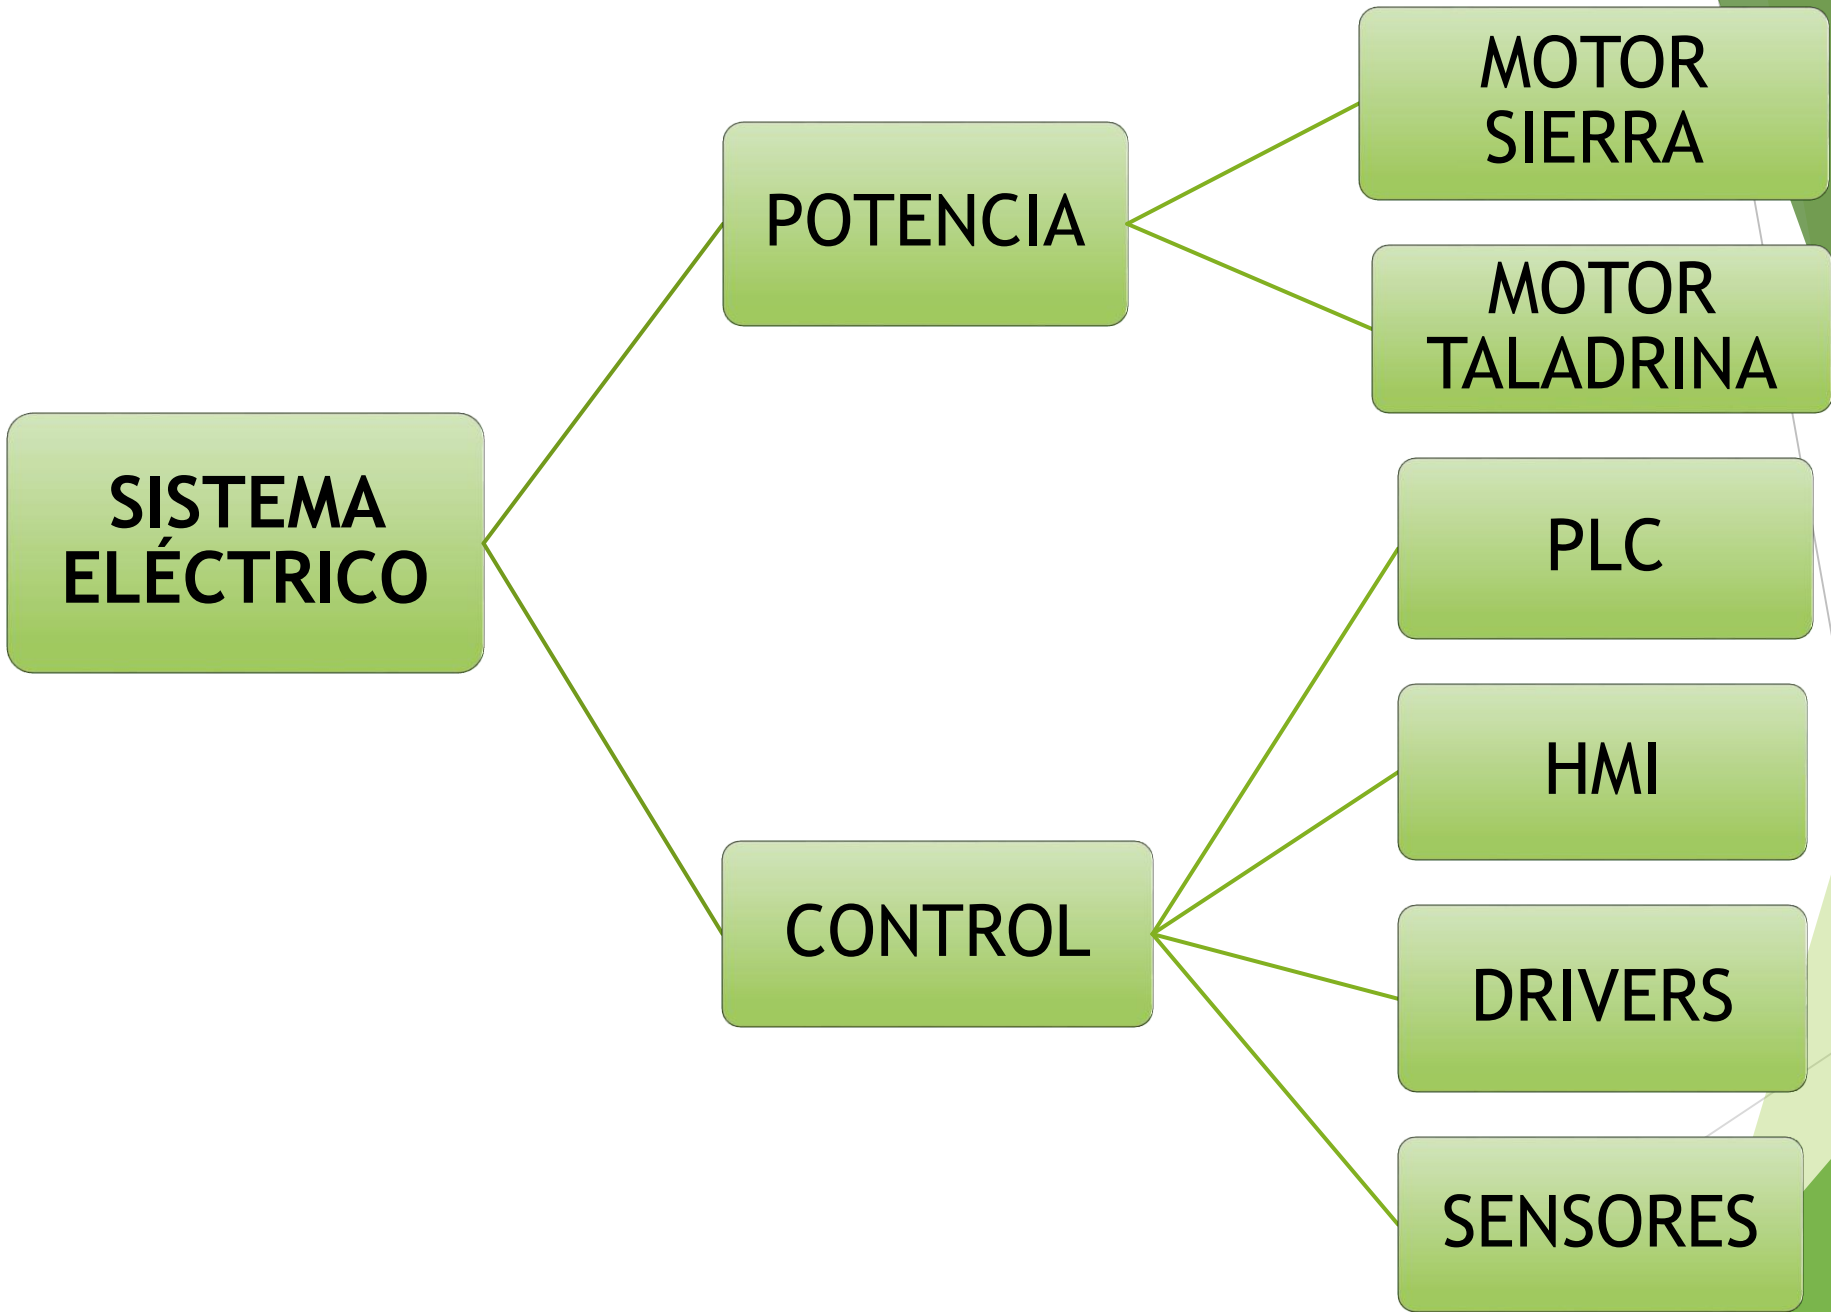 MOTOR
SIERRA
POTENCIA
MOTOR
TALADRINA
SISTEMA
ELÉCTRICO
PLC
HMI
CONTROL
DRIVERS
SENSORES